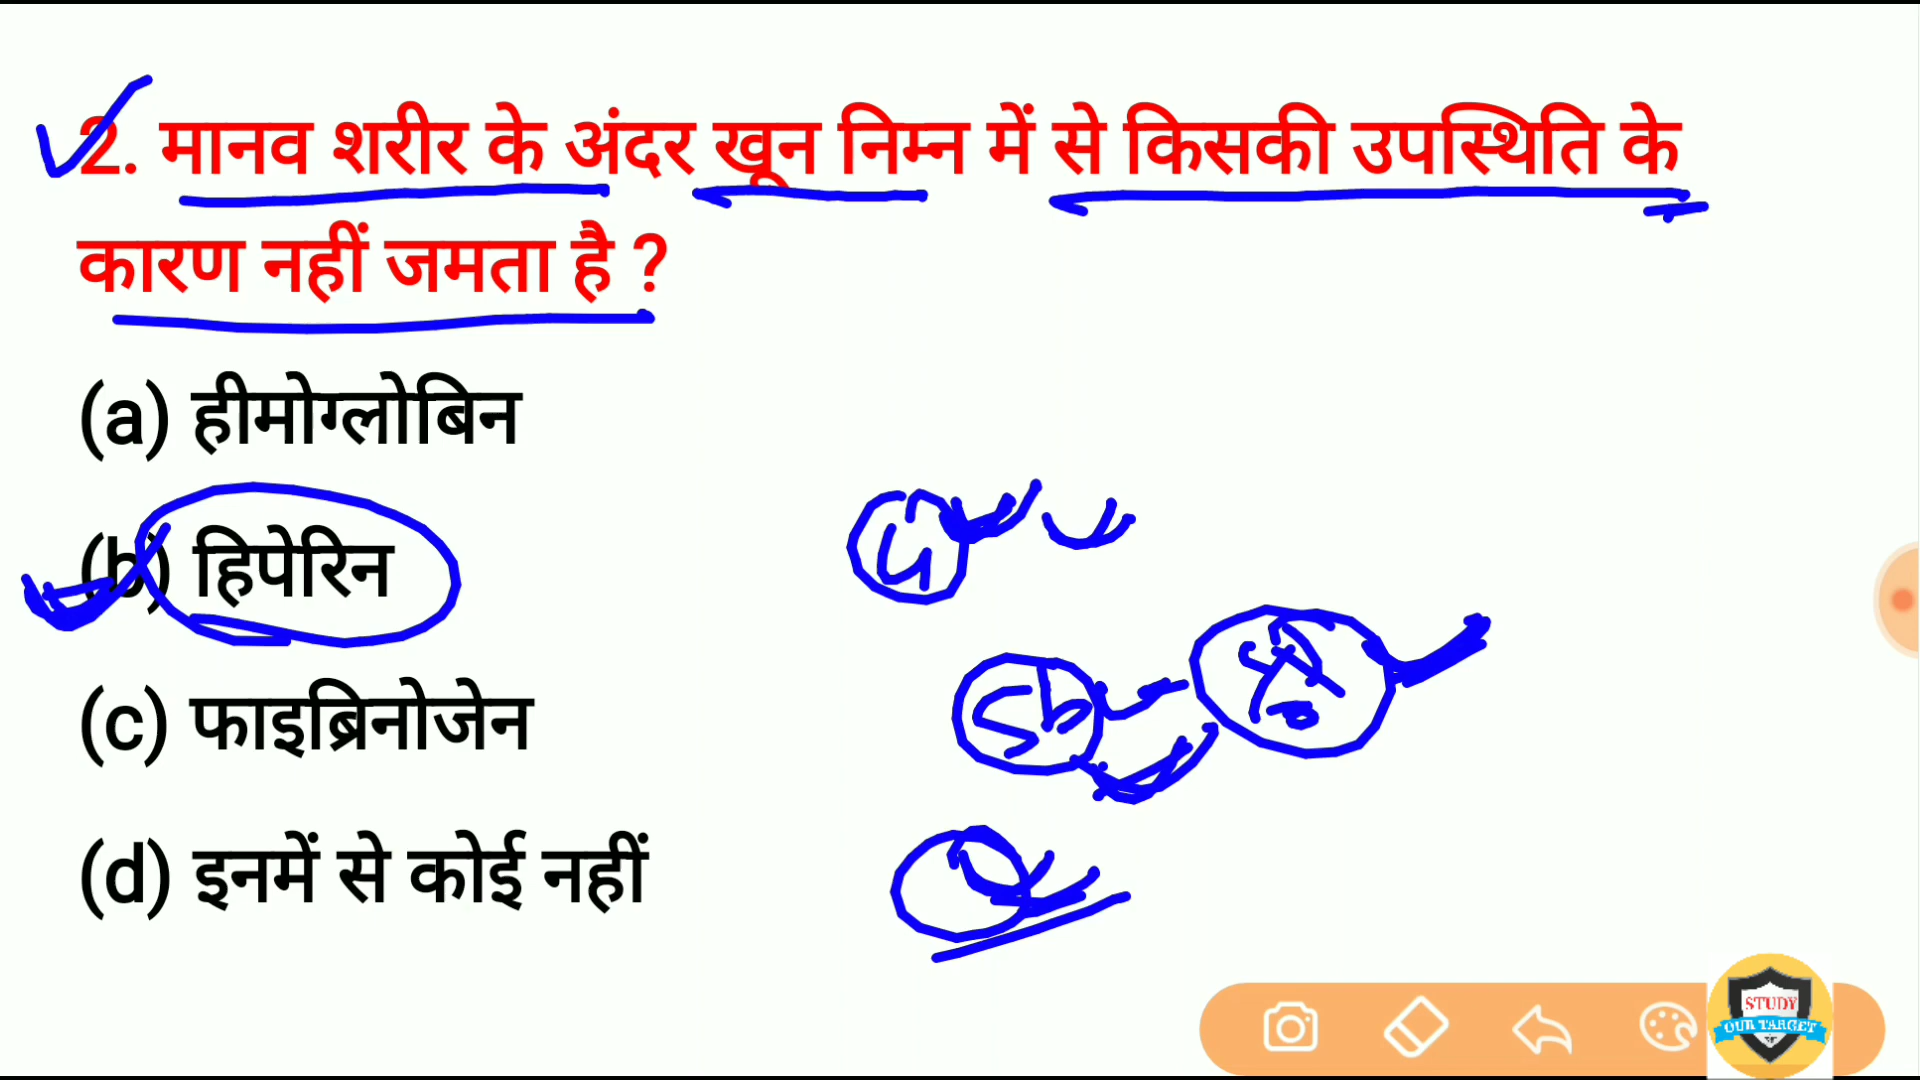 2. मानव शरीर के अंदर खून निम्न में से किसकी उपस्थिति के
कारण नहीं जमता है ?
(a) हीमोग्लोबिन
(b) हिपेरिन
(c) फाइब्रिनोजेन
(d) इनमें से कोई नहीं
STUDY
OUR TARGET